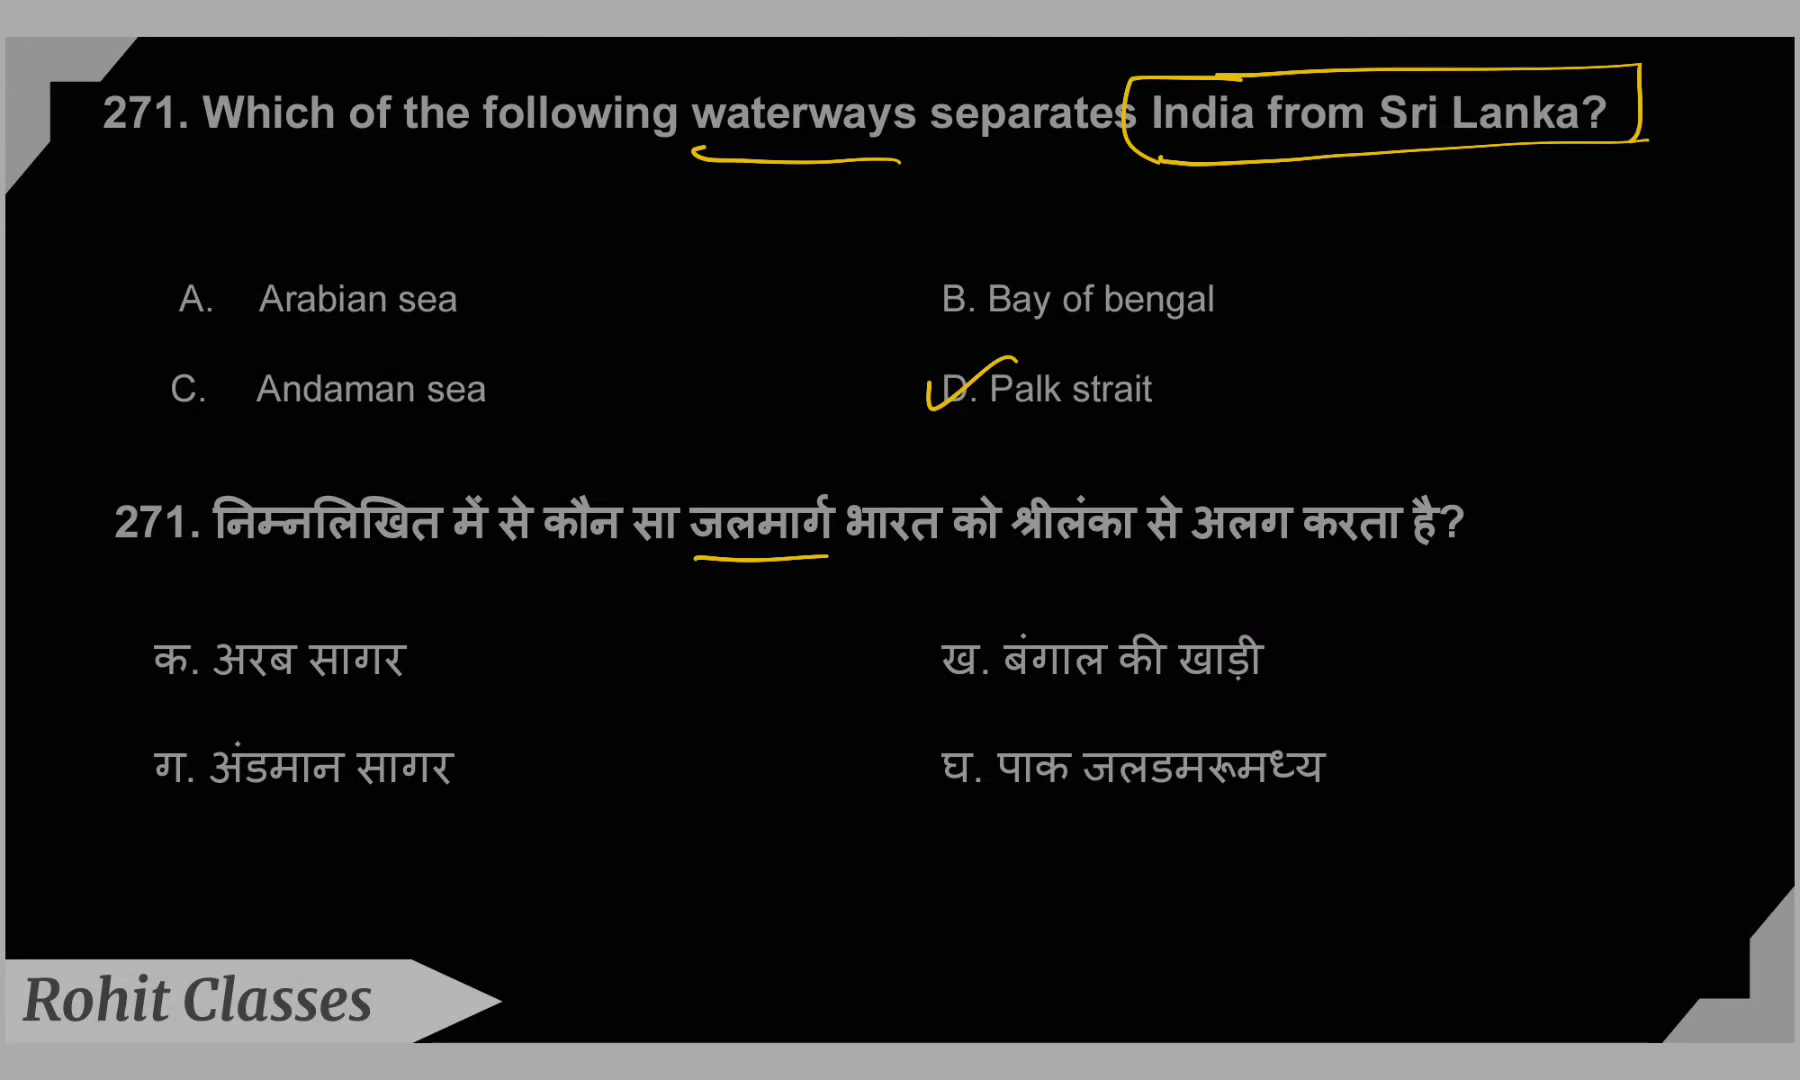 271. Which of the following waterways separates India from Sri Lanka?
A. Arabian sea
B. Bay of bengal
C. Andaman sea
D. Palk strait
271. निम्नलिखित में से कौन सा जलमार्ग भारत को श्रीलंका से अलग करता है?
क. अरब सागर
ख. बंगाल की खाड़ी
ग. अंडमान सागर
घ. पाक जलडमरूमध्य
Rohit Classes